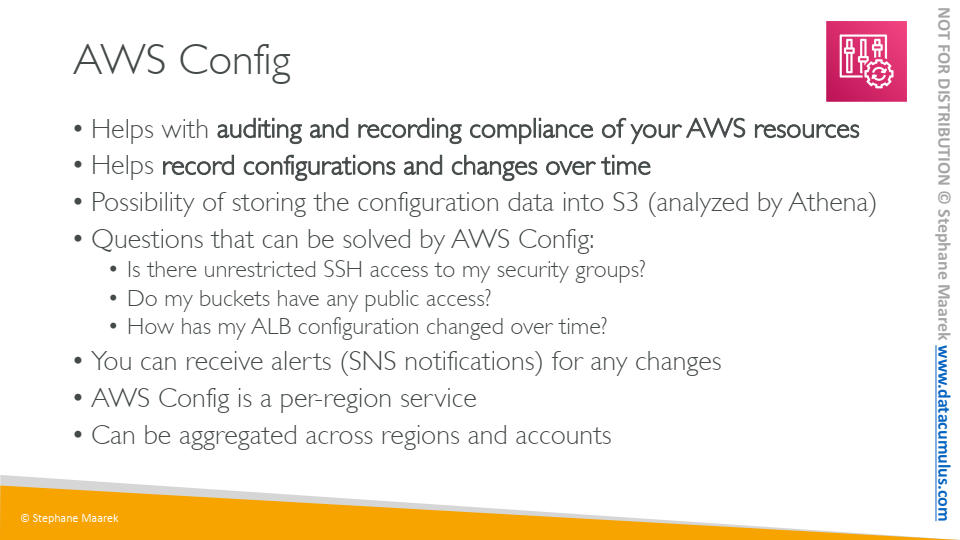 AWS Config
• Helps with auditing and recording compliance of your AWS resources
• Helps record configurations and changes over time
• Possibility of storing the configuration data into S3 (analyzed by Athena)
• Questions that can be solved by AWS Config:
• Is there unrestricted SSH access to my security groups?
• Do my buckets have any public access?
• How has my ALB configuration changed over time?
• You can receive alerts (SNS notifications) for any changes
• AWS Config is a per-region service
• Can be aggregated across regions and accounts
© Stephane Maarek
NOT FOR DISTRIBUTION © Stephane Maarek www.datacumulus.com